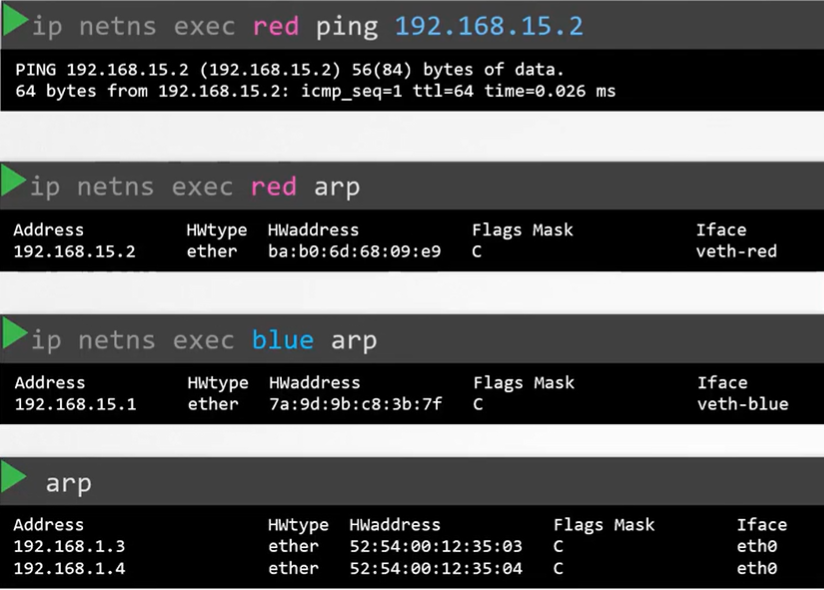 ip netns exec red ping 192.168.15.2
PING 192.168.15.2 (192.168.15.2) 56(84) bytes of data.
64 bytes from 192.168.15.2: icmp_seq=1 ttl=64 time=0.026 ms
ip netns exec red arp
Address HWtype HWaddress Flags Mask Iface
192.168.15.2 ether ba:b0:6d:68:09:e9 C veth-red
ip netns exec blue arp
Address HWtype HWaddress Flags Mask Iface
192.168.15.1 ether 7a:9d:9b:c8:3b:7f C veth-blue
arp
Address HWtype HWaddress Flags Mask Iface
192.168.1.3 ether 52:54:00:12:35:03 C eth0
192.168.1.4 ether 52:54:00:12:35:04 C eth0